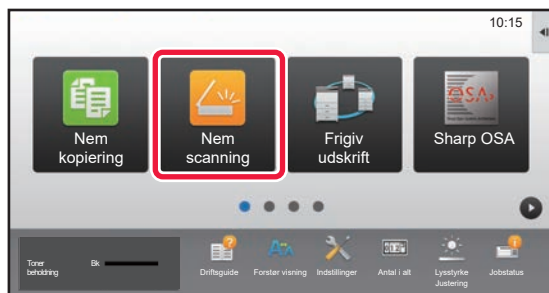 10:15
Nem
kopiering
Nem
scanning
Frigiv
udskrift
Sharp OSA
Toner
beholdning
Bk
Driftsguide
Forstør visning
Indstillinger
Antal i alt
Lysstyrke
Justering
Jobstatus